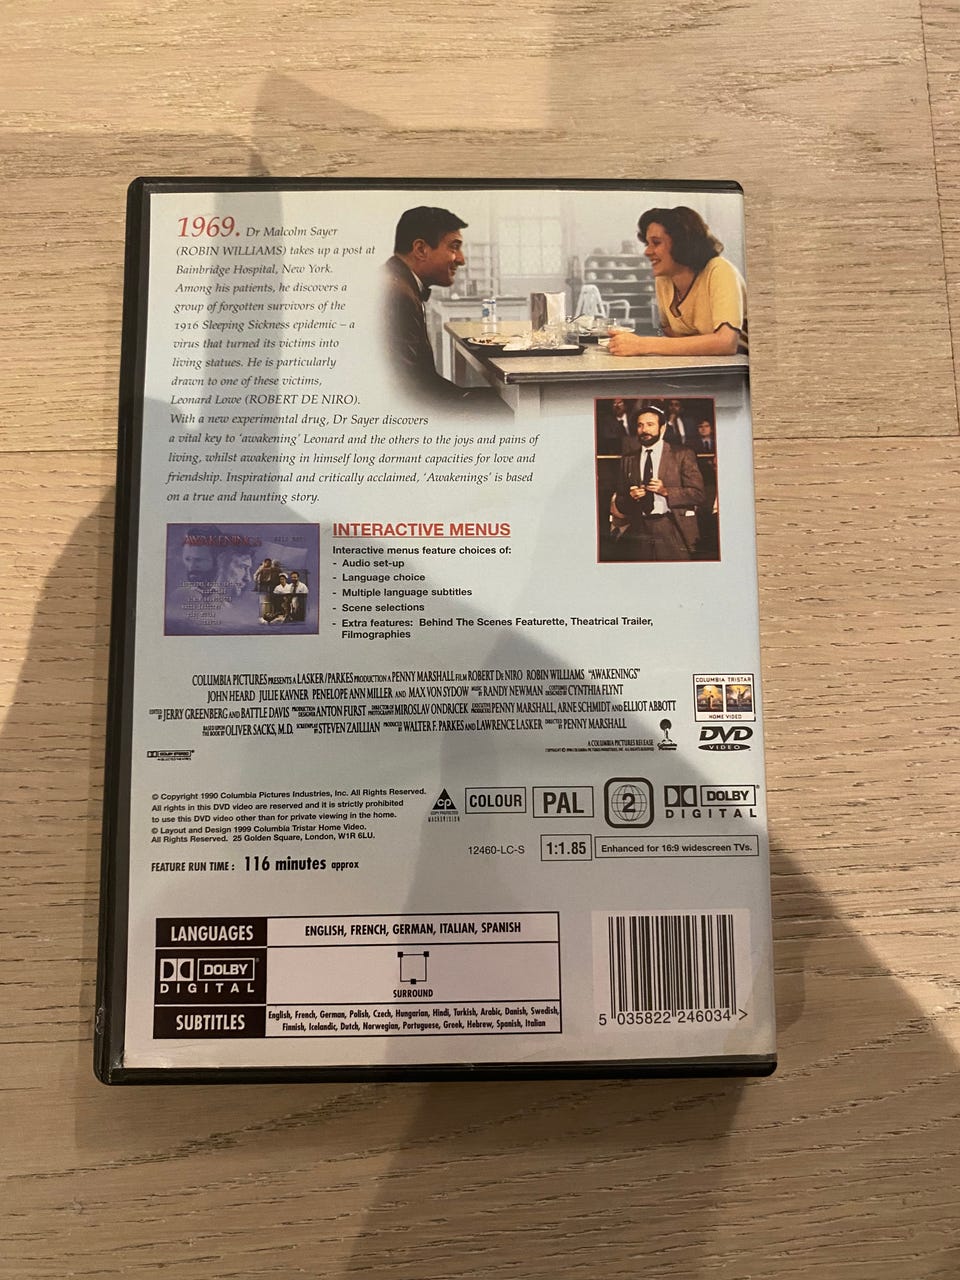 1969. Dr Malcolm Sayer
(ROBIN WILLIAMS) takes up a post at
Bainbridge Hospital, New York.
Among his patients, he discovers a
group of forgotten survivors of the
1916 Sleeping Sickness epidemic – a
virus that turned its victims into
living statues. He is particularly
drawn to one of these victims,
Leonard Lowe (ROBERT DE NIRO).
With a new experimental drug, Dr Sayer discovers
a vital key to 'awakening' Leonard and the others to the joys and pains of
living, whilst awakening in himself long dormant capacities for love and
friendship. Inspirational and critically acclaimed, 'Awakenings' is based
on a true and haunting story.
AWAKENINGS
INTERACTIVE MENUS
Interactive menus feature choices of:
- Audio set-up
- Language choice
- Multiple language subtitles
- Scene selections
- Extra features: Behind The Scenes Featurette, Theatrical Trailer,
Filmographies
COLUMBIA PICTURES PRESENTS A LASKER/PARKES PRODUCTION A PENNY MARSHALL FILM ROBERT DE NIRO ROBIN WILLIAMS "AWAKENINGS"
JOHN HEARD JULIE KAVNER PENELOPE ANN MILLER AND MAX VON SYDOW MUSIC BY RANDY NEWMAN COSTUMES DESIGNED BY CYNTHIA FLYNT
EDITED BY JERRY GREENBERG AND BATTLE DAVIS PRODUCTION DESIGNER ANTON FURST DIRECTOR OF PHOTOGRAPHY MIROSLAV ONDRICEK EXECUTIVE PRODUCERS PENNY MARSHALL, ARNE SCHMIDT AND ELLIOT ABBOTT
BASED UPON THE BOOK BY OLIVER SACKS, M.D. SCREENPLAY BY STEVEN ZAILLIAN PRODUCED BY WALTER F. PARKES AND LAWRENCE LASKER DIRECTED BY PENNY MARSHALL
A COLUMBIA PICTURES RELEASE
DOLBY STEREO
COLUMBIA TRISTAR
HOME VIDEO
DVD
VIDEO
© Copyright 1990 Columbia Pictures Industries, Inc. All Rights Reserved.
All rights in this DVD video are reserved and it is strictly prohibited
to use this DVD video other than for private viewing in the home.
© Layout and Design 1999 Columbia Tristar Home Video.
All Rights Reserved. 25 Golden Square, London, W1R 6LU.
cp
COPY PROTECTED
MACROVISION
COLOUR
PAL
2
DOLBY
DIGITAL
12460-LC-S
1:1.85
Enhanced for 16:9 widescreen TVs.
FEATURE RUN TIME : 116 minutes approx
LANGUAGES
ENGLISH, FRENCH, GERMAN, ITALIAN, SPANISH
DOLBY
DIGITAL
SURROUND
SUBTITLES
English, French, German, Polish, Czech, Hungarian, Hindi, Turkish, Arabic, Danish, Swedish,
Finnish, Icelandic, Dutch, Norwegian, Portuguese, Greek, Hebrew, Spanish, Italian
5 035822 246034 >